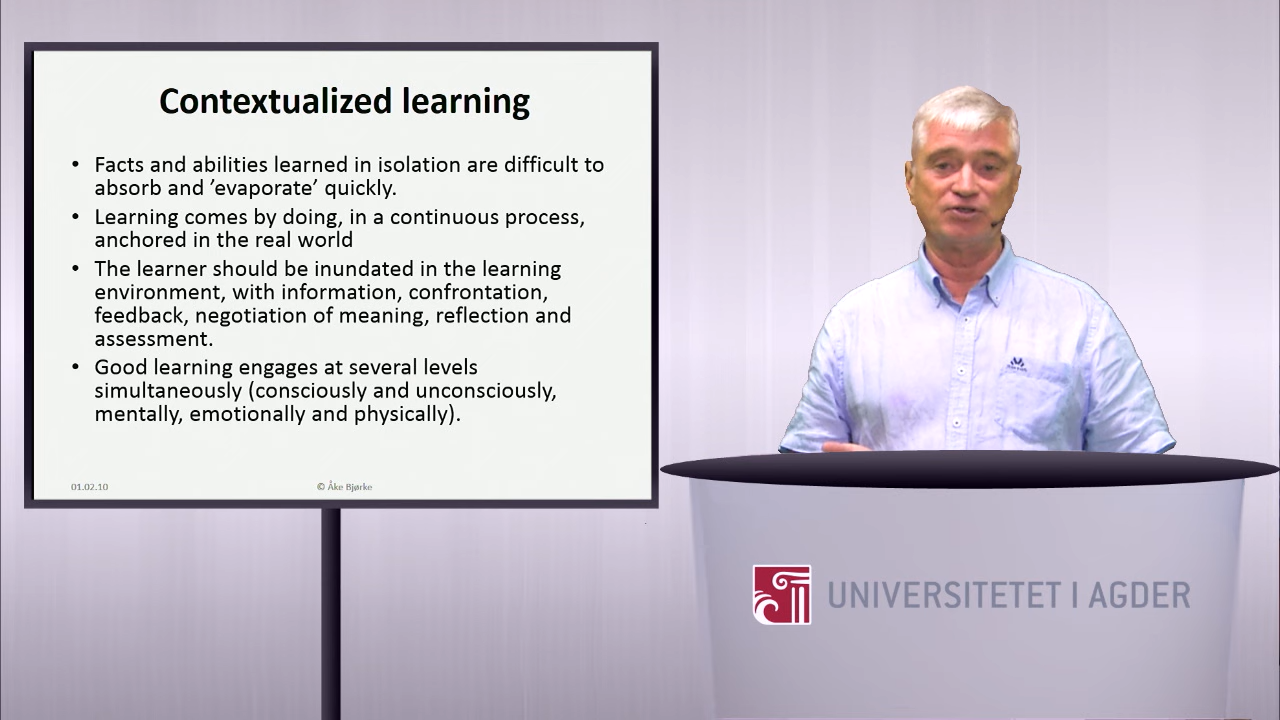 Contextualized learning
• Facts and abilities learned in isolation are difficult to
absorb and ’evaporate’ quickly.
• Learning comes by doing, in a continuous process,
anchored in the real world
• The learner should be inundated in the learning
environment, with information, confrontation,
feedback, negotiation of meaning, reflection and
assessment.
• Good learning engages at several levels
simultaneously (consciously and unconsciously,
mentally, emotionally and physically).
01.02.10
© Åke Bjørke
UNIVERSITETET I AGDER